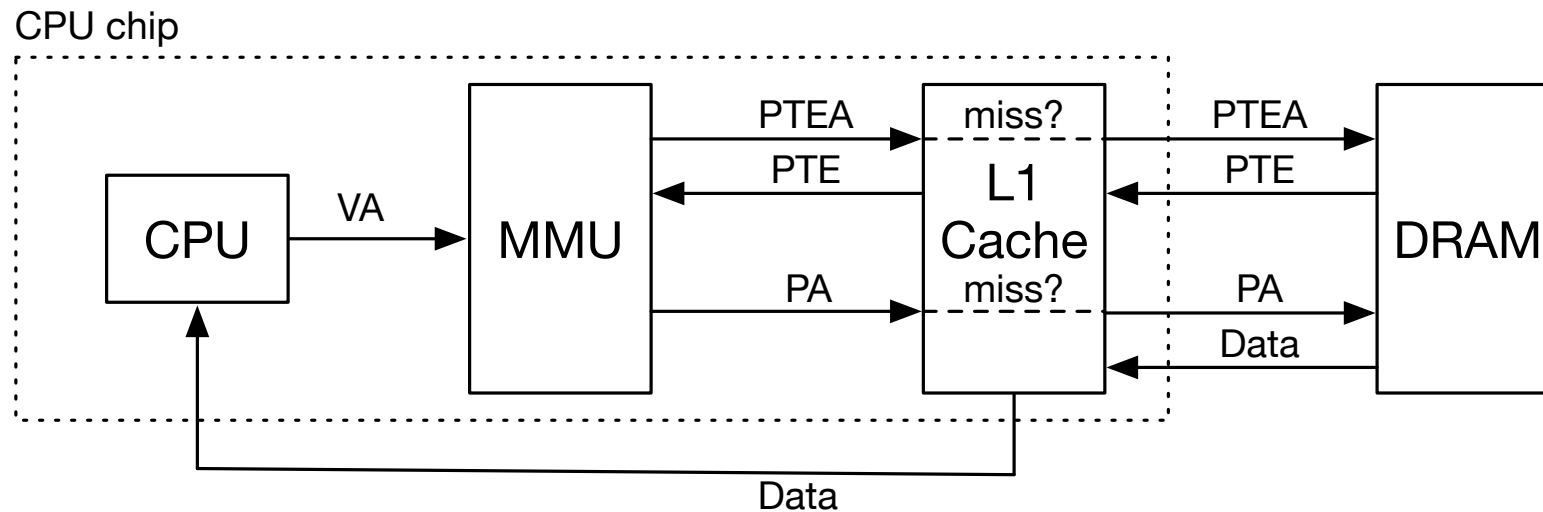 CPU chip
PTEA
miss?
PTEA
PTE
L1
PTE
VA
CPU
MMU
Cache
DRAM
PA
miss?
PA
Data
Data